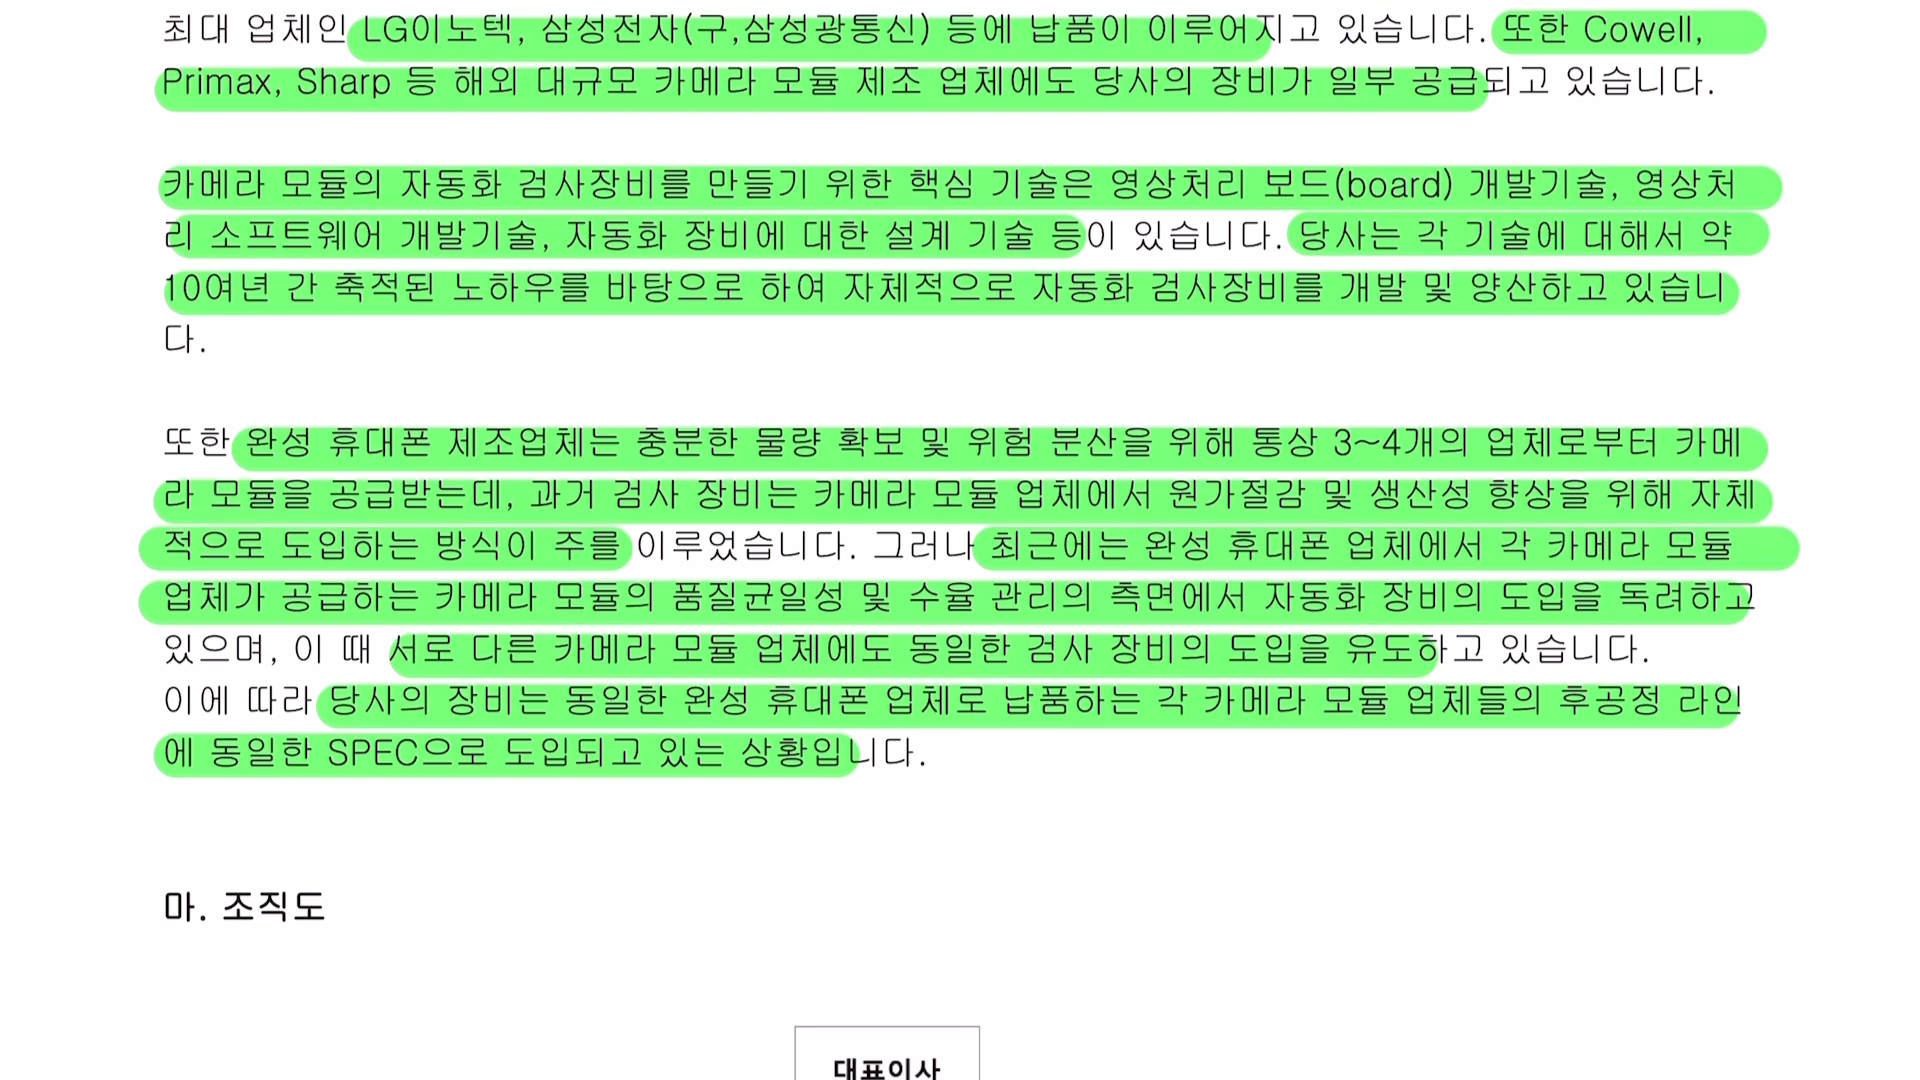 최대 업체인 LG이노텍, 삼성전자(구,삼성광통신) 등에 납품이 이루어지고 있습니다. 또한 Cowell,
Primax, Sharp 등 해외 대규모 카메라 모듈 제조 업체에도 당사의 장비가 일부 공급되고 있습니다.
카메라 모듈의 자동화 검사장비를 만들기 위한 핵심 기술은 영상처리 보드(board) 개발기술, 영상처
리 소프트웨어 개발기술, 자동화 장비에 대한 설계 기술 등이 있습니다. 당사는 각 기술에 대해서 약
10여년 간 축적된 노하우를 바탕으로 하여 자체적으로 자동화 검사장비를 개발 및 양산하고 있습니
다.
또한 완성 휴대폰 제조업체는 충분한 물량 확보 및 위험 분산을 위해 통상 3~4개의 업체로부터 카메
라 모듈을 공급받는데, 과거 검사 장비는 카메라 모듈 업체에서 원가절감 및 생산성 향상을 위해 자체
적으로 도입하는 방식이 주를 이루었습니다. 그러나 최근에는 완성 휴대폰 업체에서 각 카메라 모듈
업체가 공급하는 카메라 모듈의 품질균일성 및 수율 관리의 측면에서 자동화 장비의 도입을 독려하고
있으며, 이 때 서로 다른 카메라 모듈 업체에도 동일한 검사 장비의 도입을 유도하고 있습니다.
이에 따라 당사의 장비는 동일한 완성 휴대폰 업체로 납품하는 각 카메라 모듈 업체들의 후공정 라인
에 동일한 SPEC으로 도입되고 있는 상황입니다.
마. 조직도
대표이사